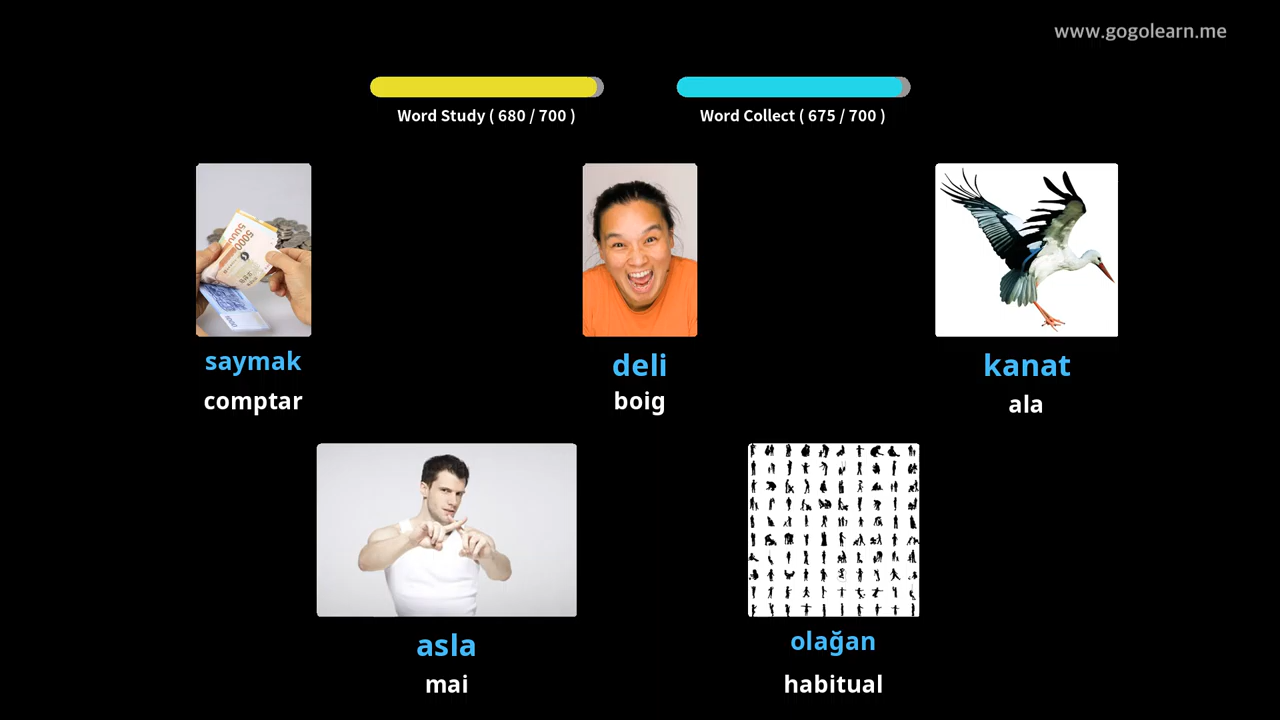 www.gogolearn.me
Word Study ( 680 / 700 )
Word Collect ( 675 / 700 )
saymak
comptar
deli
boig
kanat
ala
asla
mai
olağan
habitual